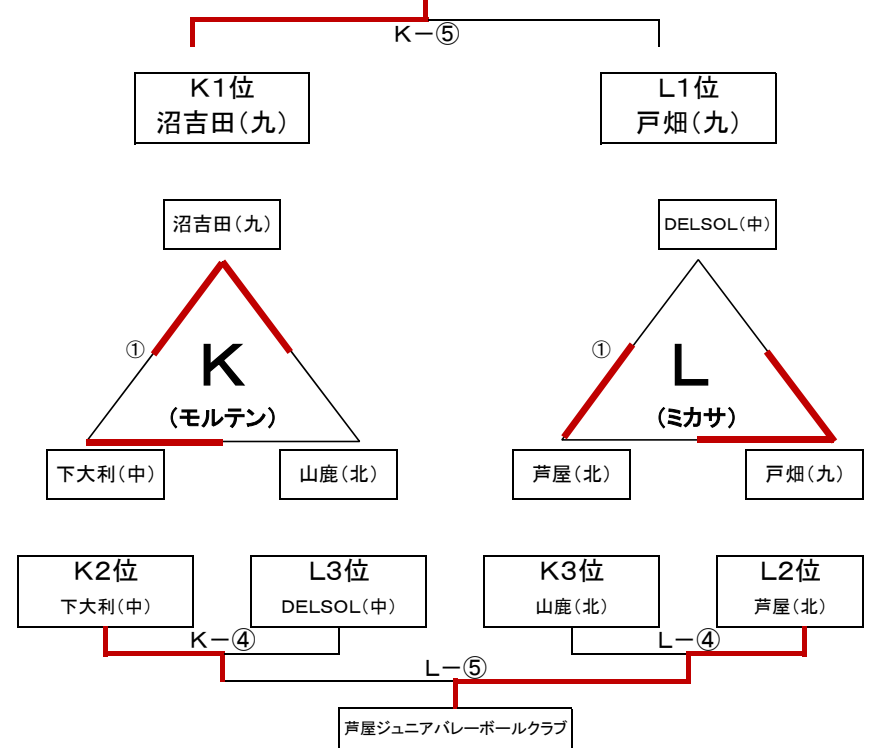 K－⑤
K1位
沼吉田（九）
L1位
戸畑（九）
沼吉田（九）
DELSOL（中）
①
K
（モルテン）
①
L
（ミカサ）
下大利（中）
山鹿（北）
芦屋（北）
戸畑（九）
K2位
下大利（中）
L3位
DELSOL（中）
K3位
山鹿（北）
L2位
芦屋（北）
K－④
L－④
L－⑤
芦屋ジュニアバレーボールクラブ